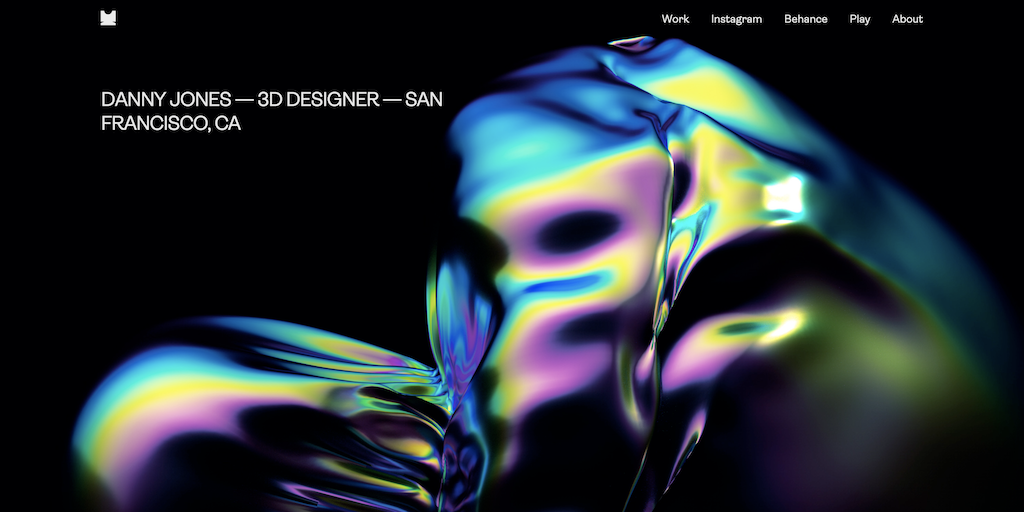 Work Instagram Behance Play About
DANNY JONES — 3D DESIGNER — SAN
FRANCISCO, CA